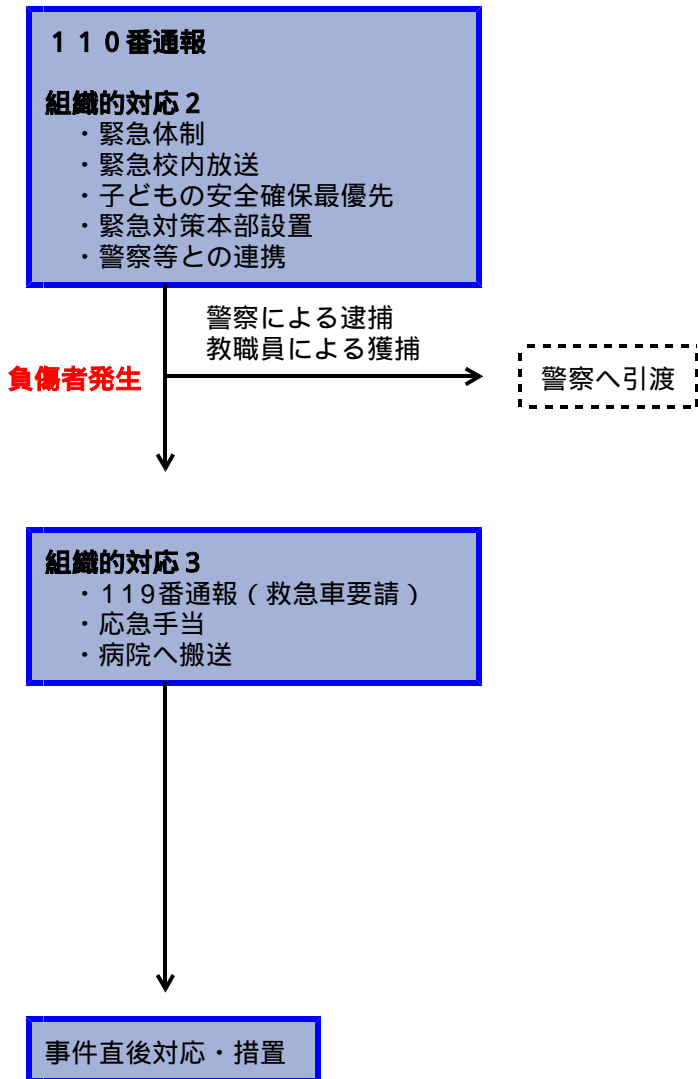 １１０番通報
組織的対応２
・緊急体制
・緊急校内放送
・子どもの安全確保最優先
・緊急対策本部設置
・警察等との連携
警察による逮捕
教職員による獲捕
負傷者発生
警察へ引渡
組織的対応３
・119番通報（救急車要請）
・応急手当
・病院へ搬送
事件直後対応・措置